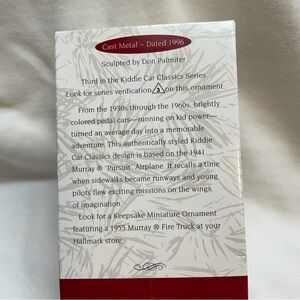 Cast Metal – Dated 1996
Sculpted by Don Palmiter
Third in the Kiddie Car Classics Series
Look for series verification 3 on this ornament
From the 1930s through the 1960s, brightly
colored pedal cars—running on kid power—
turned an average day into a memorable
adventure. This authentically styled Kiddie
Car Classics design is based on the 1941
Murray ® "Pursuit" Airplane. It recalls a time
when sidewalks became runways and young
pilots flew exciting missions on the wings
of imagination.
Look for a Keepsake Miniature Ornament
featuring a 1955 Murray ® Fire Truck at your
Hallmark store.